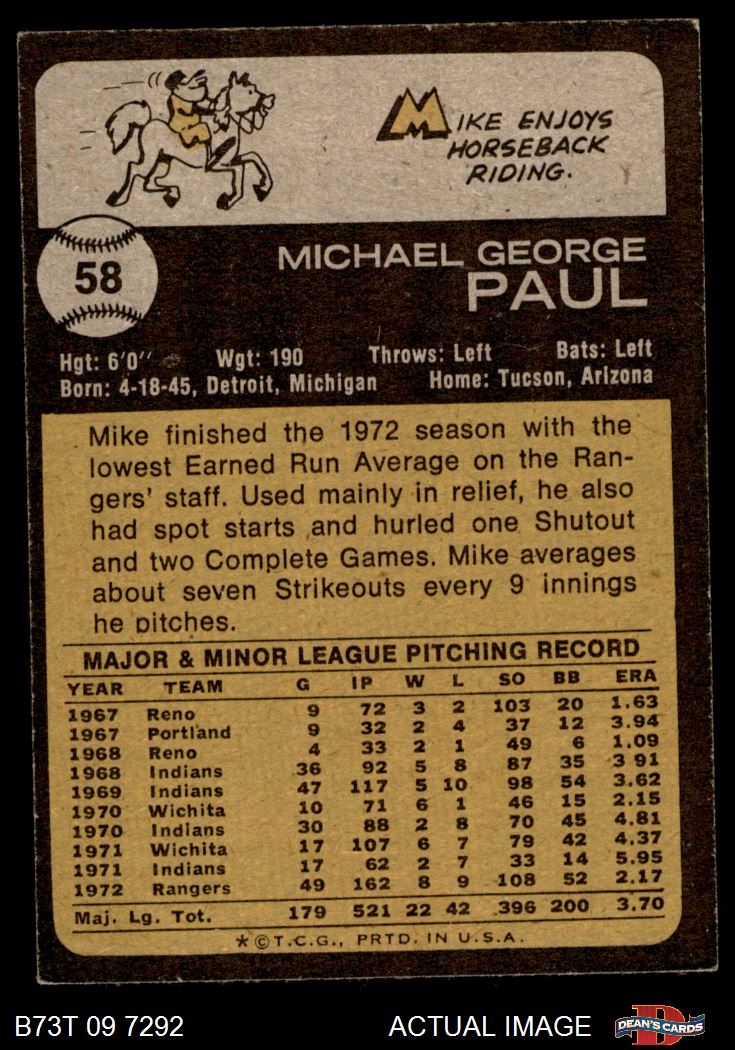 MIKE ENJOYS
HORSEBACK
RIDING.
58
MICHAEL GEORGE
PAUL
Hgt: 6'0" Wgt: 190 Throws: Left Bats: Left
Born: 4-18-45, Detroit, Michigan Home: Tucson, Arizona
Mike finished the 1972 season with the
lowest Earned Run Average on the Ran-
gers' staff. Used mainly in relief, he also
had spot starts and hurled one Shutout
and two Complete Games. Mike averages
about seven Strikeouts every 9 innings
he pitches.
MAJOR & MINOR LEAGUE PITCHING RECORD
YEAR TEAM G IP W L SO BB ERA
1967 Reno 9 72 3 2 103 20 1.63
1967 Portland 9 32 2 4 37 12 3.94
1968 Reno 4 33 2 1 49 6 1.09
1968 Indians 36 92 5 8 87 35 3 91
1969 Indians 47 117 5 10 98 54 3.62
1970 Wichita 10 71 6 1 46 15 2.15
1970 Indians 30 88 2 8 70 45 4.81
1971 Wichita 17 107 6 7 79 42 4.37
1971 Indians 17 62 2 7 33 14 5.95
1972 Rangers 49 162 8 9 108 52 2.17
Maj. Lg. Tot. 179 521 22 42 396 200 3.70
*©T.C.G., PRTD. IN U.S.A.
B73T 09 7292 ACTUAL IMAGE DEAN'S CARDS